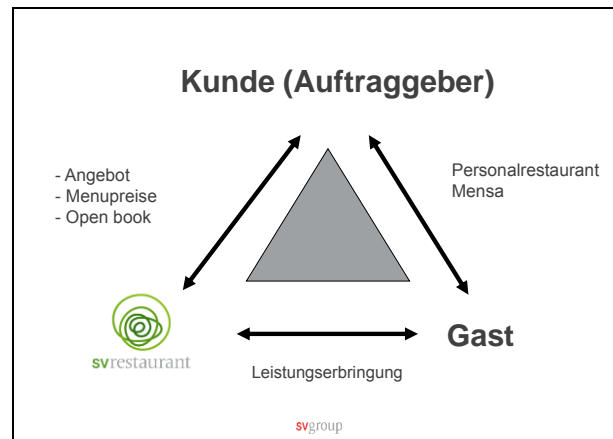 Kunde (Auftraggeber)
- Angebot
- Menupreise
- Open book
Personalrestaurant
Mensa
svrestaurant
Gast
Leistungserbringung
svgroup